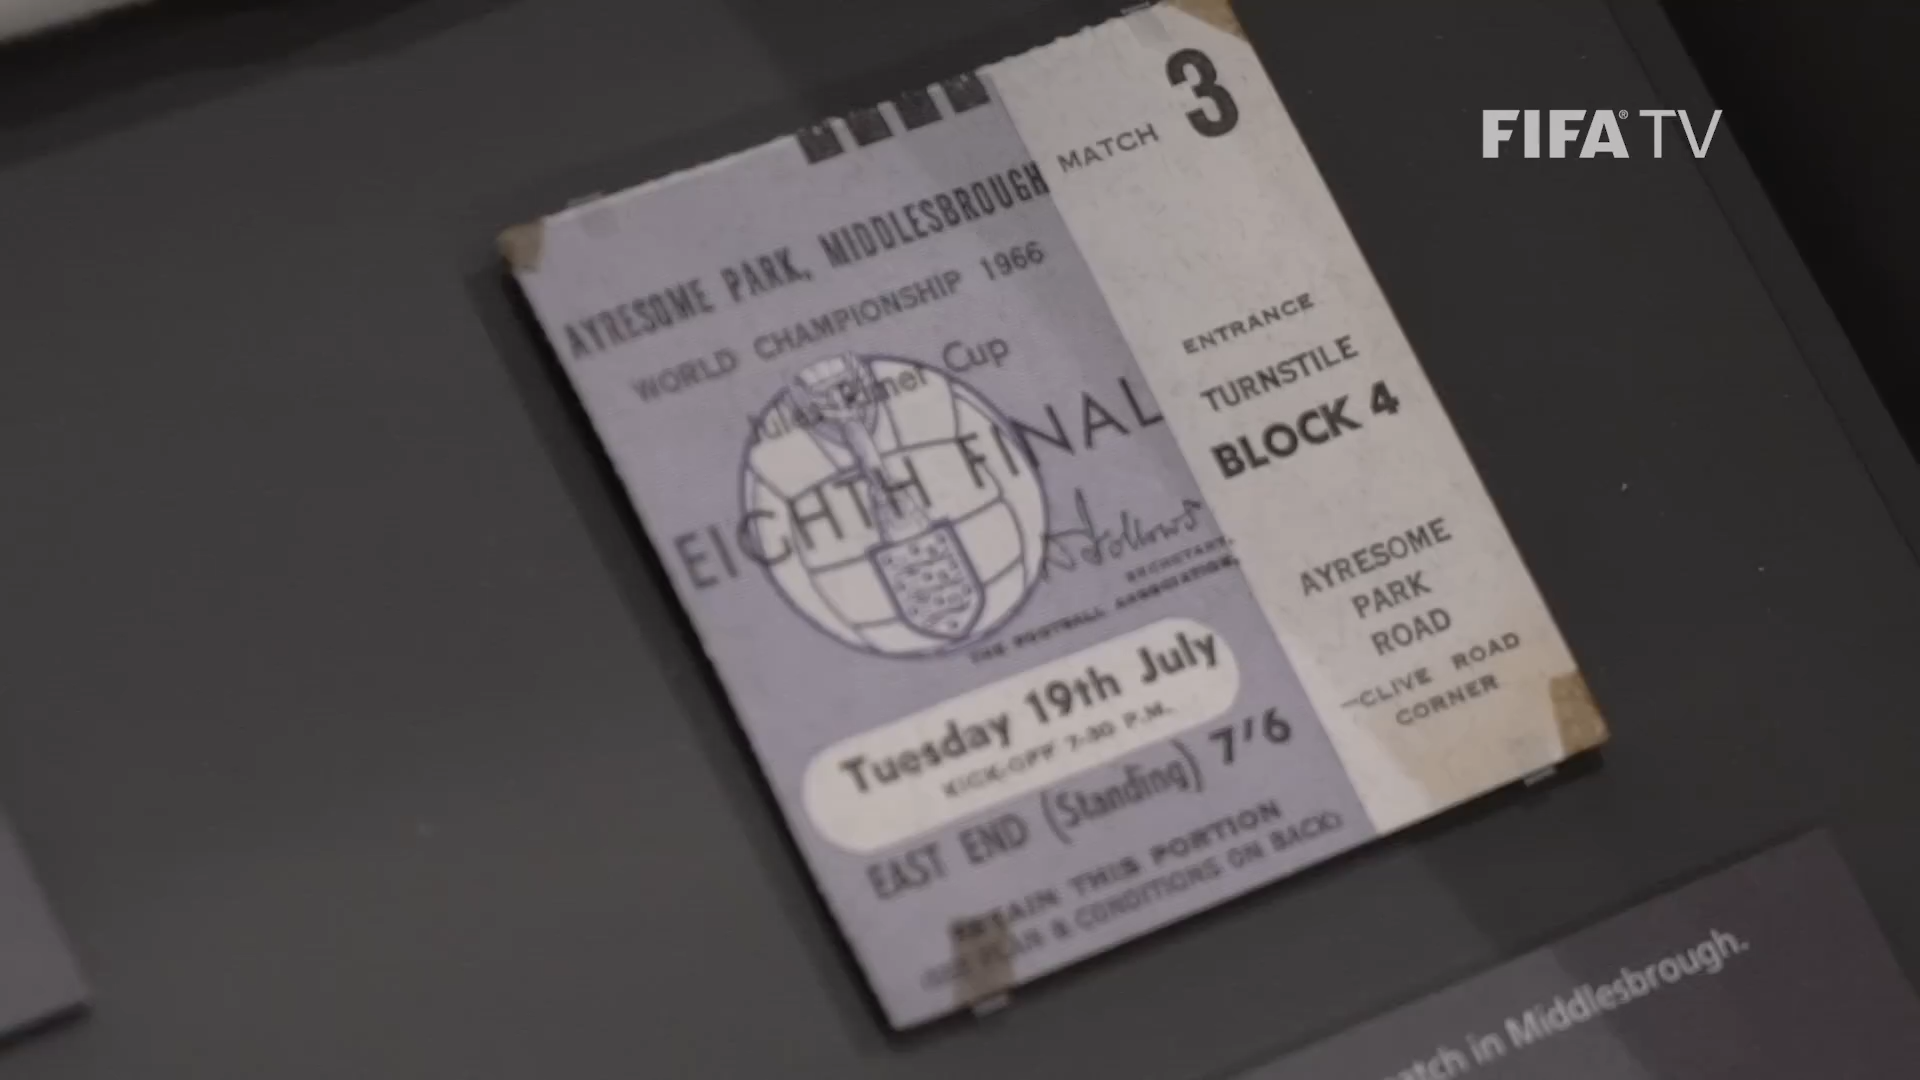 FIFA® TV
AYRESOME PARK, MIDDLESBROUGH
WORLD CHAMPIONSHIP 1966
Jules Rimet Cup
EIGHTH FINAL
SECRETARY,
THE FOOTBALL ASSOCIATION.
Tuesday 19th July
KICK-OFF 7-30 P.M.
EAST END (Standing) 7'6
RETAIN THIS PORTION
PLAN & CONDITIONS ON BACK)
MATCH 3
ENTRANCE
TURNSTILE
BLOCK 4
AYRESOME
PARK
ROAD
—CLIVE ROAD
CORNER
in Middlesbrough.